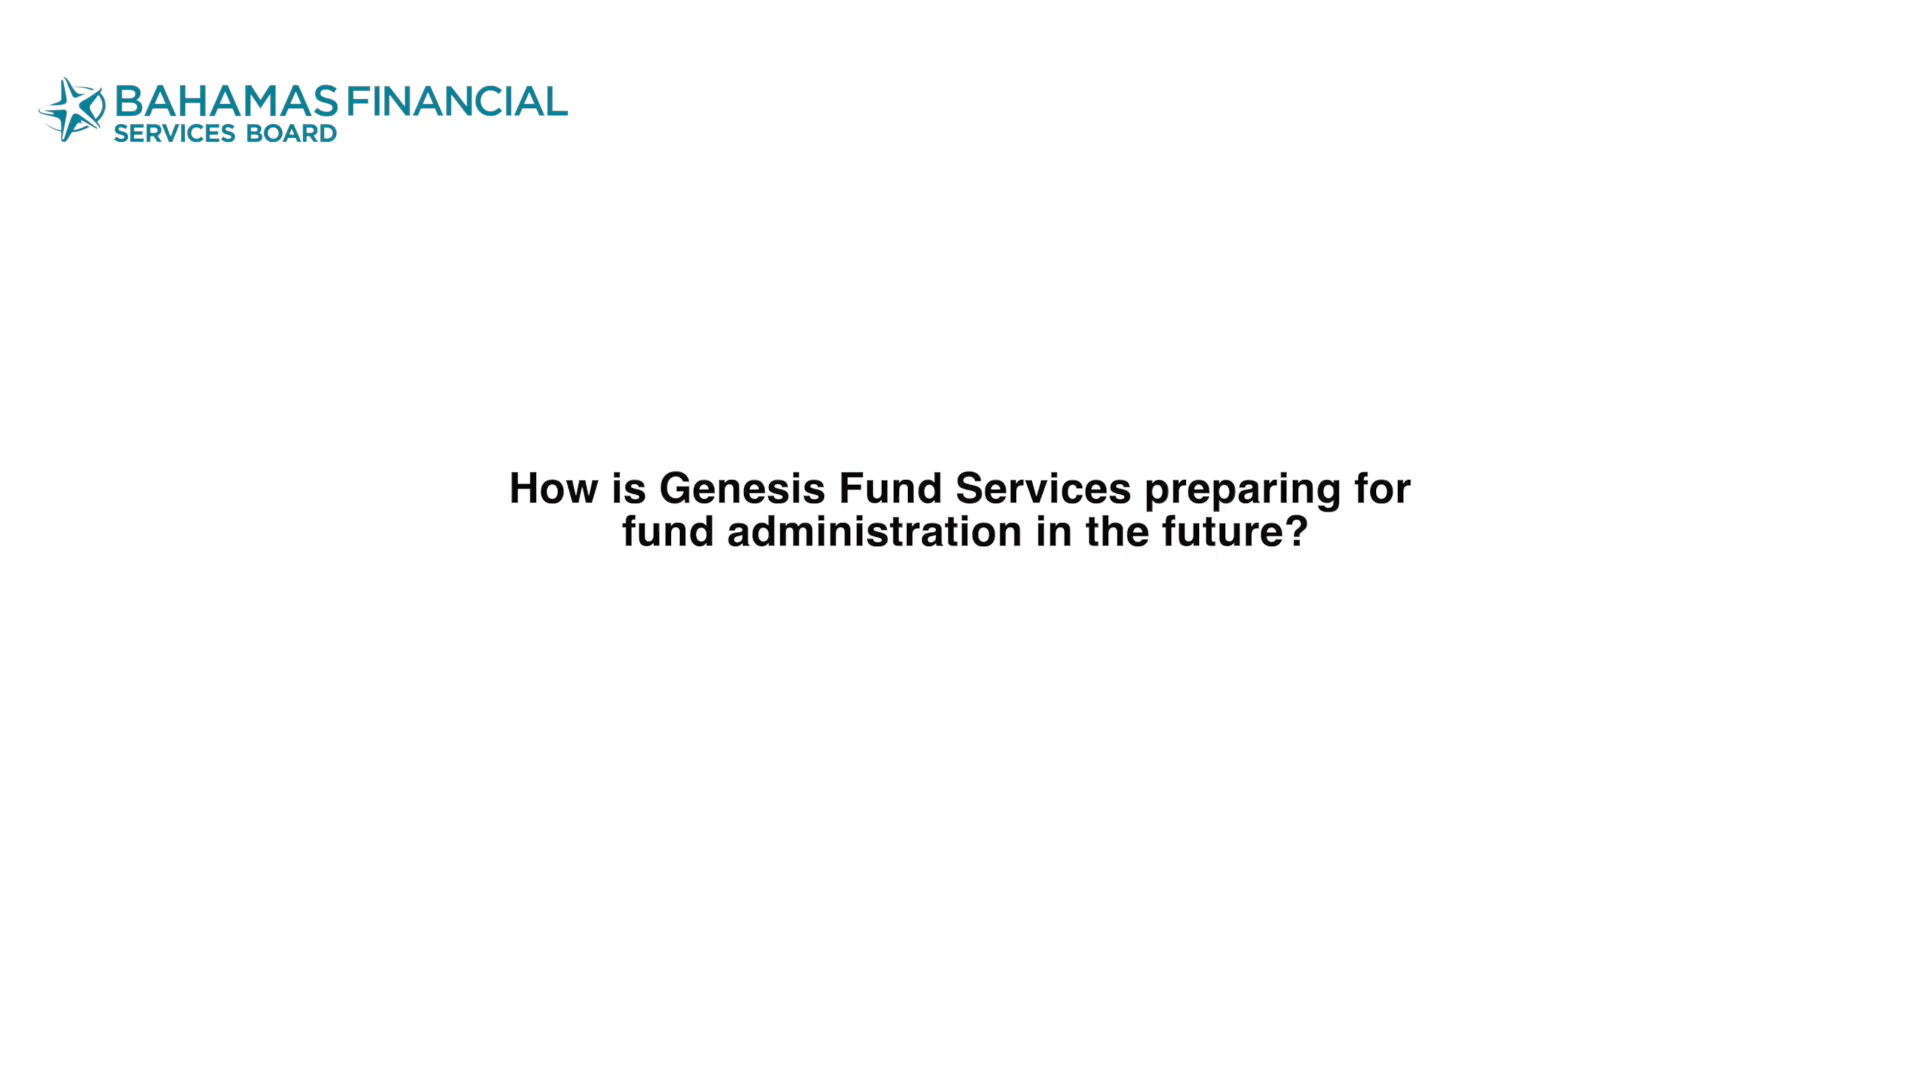 BAHAMAS FINANCIAL
SERVICES BOARD
How is Genesis Fund Services preparing for
fund administration in the future?